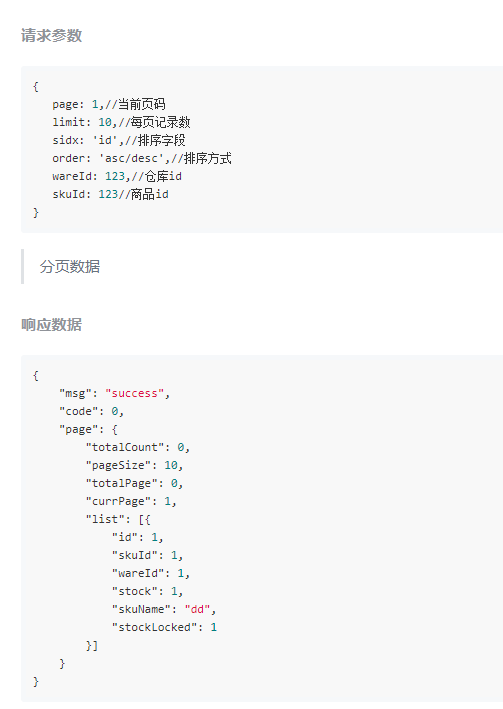 请求参数
{
   page: 1,//当前页码
   limit: 10,//每页记录数
   sidx: 'id',//排序字段
   order: 'asc/desc',//排序方式
   wareId: 123,//仓库id
   skuId: 123//商品id
}
分页数据
响应数据
{
    "msg": "success",
    "code": 0,
    "page": {
        "totalCount": 0,
        "pageSize": 10,
        "totalPage": 0,
        "currPage": 1,
        "list": [{
            "id": 1,
            "skuId": 1,
            "wareId": 1,
            "stock": 1,
            "skuName": "dd",
            "stockLocked": 1
        }]
    }
}